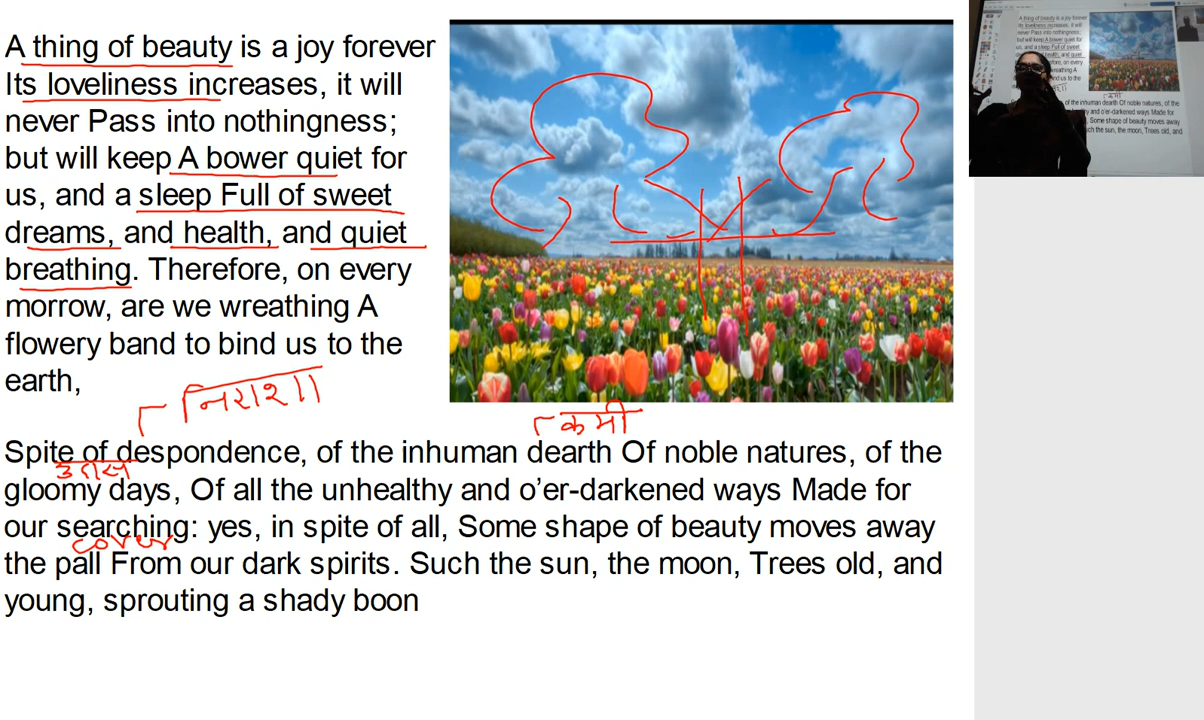 A thing of beauty is a joy forever
Its loveliness increases, it will
never Pass into nothingness;
but will keep A bower quiet for
us, and a sleep Full of sweet
dreams, and health, and quiet
breathing. Therefore, on every
morrow, are we wreathing A
flowery band to bind us to the
earth,
निराशा
कमी
Spite of despondence, of the inhuman dearth Of noble natures, of the
उदास
gloomy days, Of all the unhealthy and o’er-darkened ways Made for
our searching: yes, in spite of all, Some shape of beauty moves away
cover
the pall From our dark spirits. Such the sun, the moon, Trees old, and
young, sprouting a shady boon